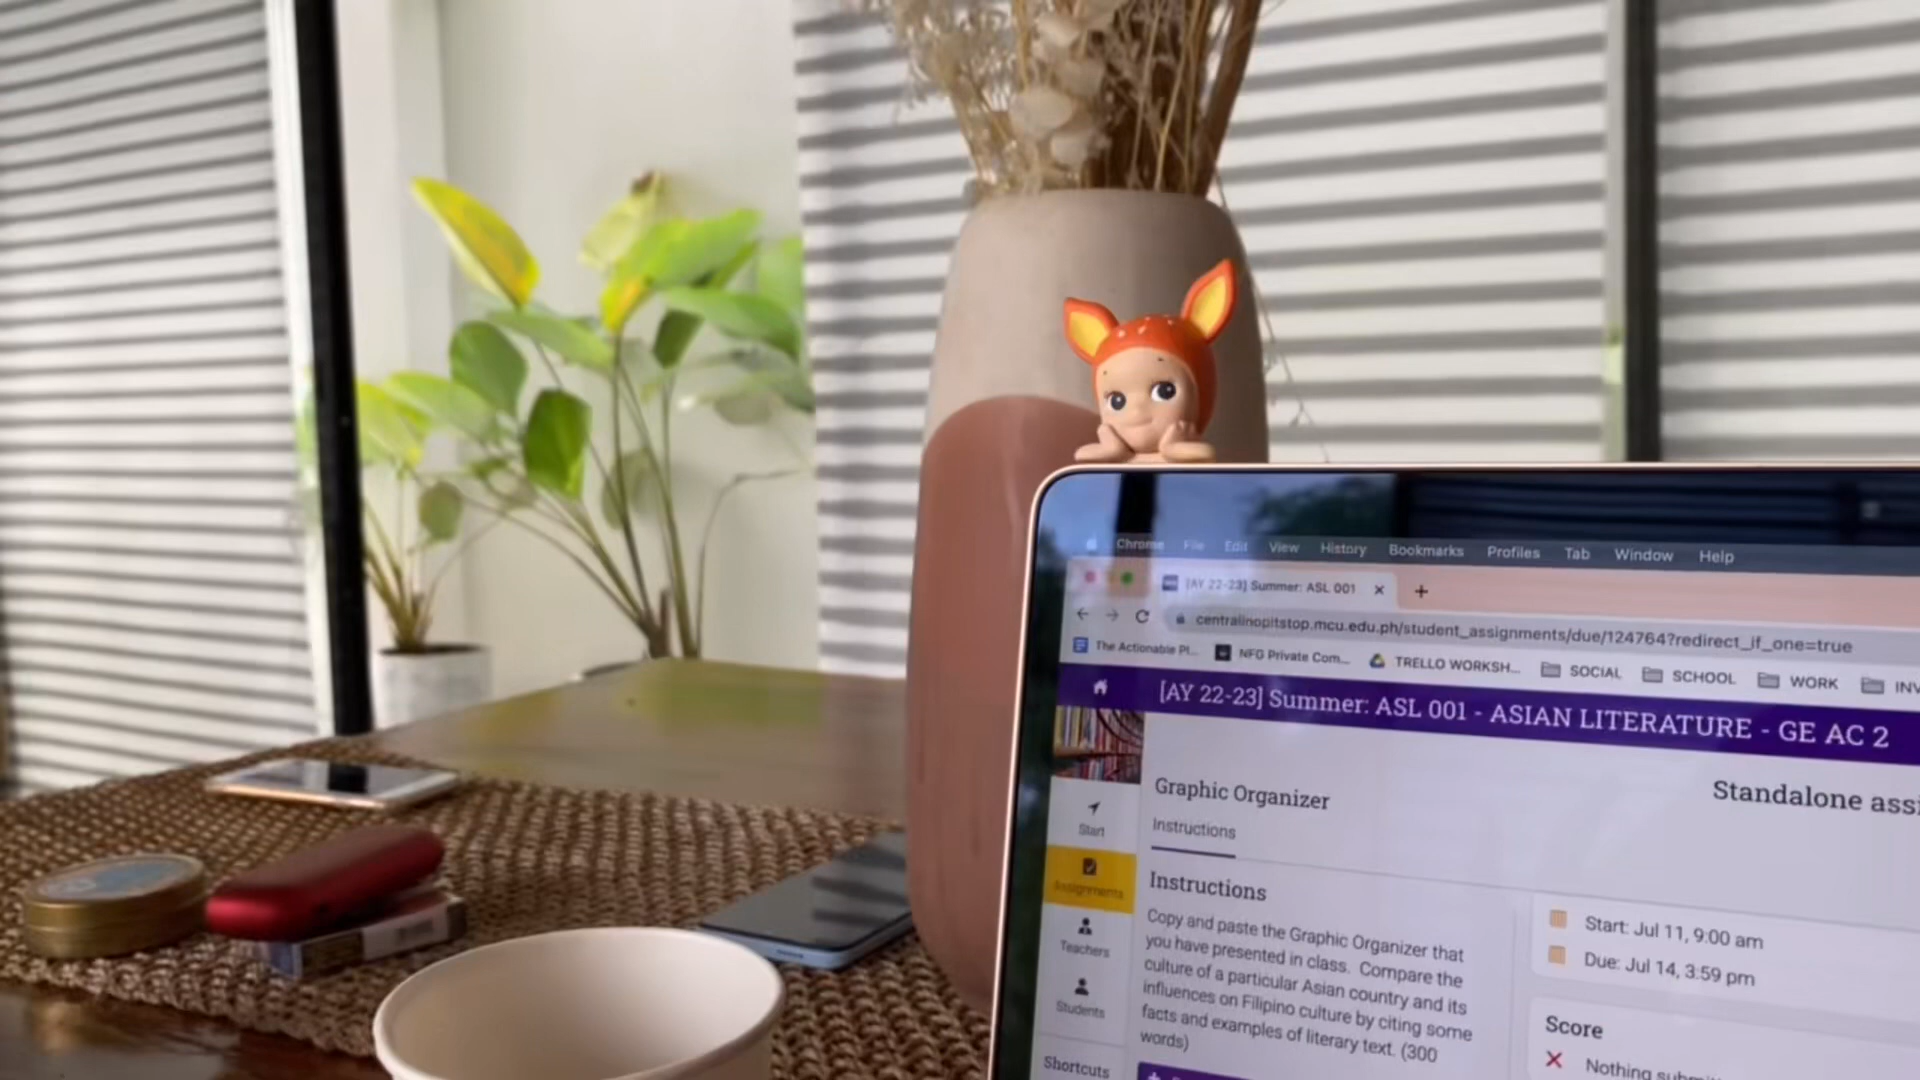 Chrome File Edit View History Bookmarks Profiles Tab Window Help
[AY 22-23] Summer: ASL 001
centralinopitstop.mcu.edu.ph/student_assignments/due/124764?redirect_if_one=true
The Actionable Pl... NFG Private Com... TRELLO WORKSH... SOCIAL SCHOOL WORK INV
[AY 22-23] Summer: ASL 001 - ASIAN LITERATURE - GE AC 2
Standalone assi
Graphic Organizer
Instructions
Start
Assignments
Teachers
Students
Shortcuts
Instructions
Copy and paste the Graphic Organizer that
you have presented in class. Compare the
culture of a particular Asian country and its
influences on Filipino culture by citing some
facts and examples of literary text. (300
words)
Start: Jul 11, 9:00 am
Due: Jul 14, 3:59 pm
Score
Nothing submi